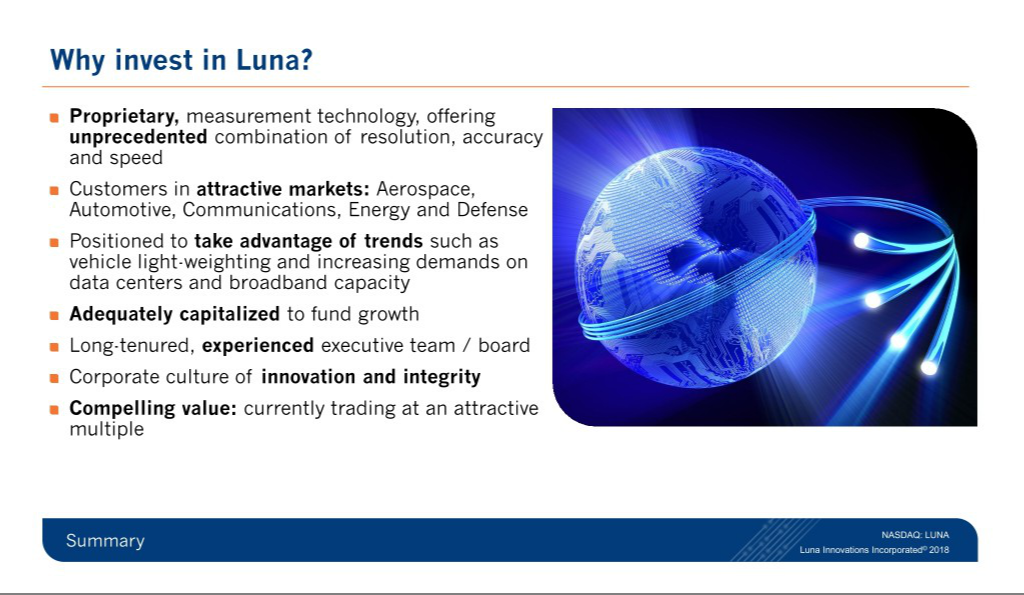 Why invest in Luna?
Proprietary, measurement technology, offering
unprecedented combination of resolution, accuracy
and speed
Customers in attractive markets: Aerospace,
Automotive, Communications, Energy and Defense
Positioned to take advantage of trends such as
vehicle light-weighting and increasing demands on
data centers and broadband capacity
Adequately capitalized to fund growth
Long-tenured, experienced executive team / board
Corporate culture of innovation and integrity
Compelling value: currently trading at an attractive
multiple
Summary
NASDAQ: LUNA
Luna Innovations Incorporated© 2018